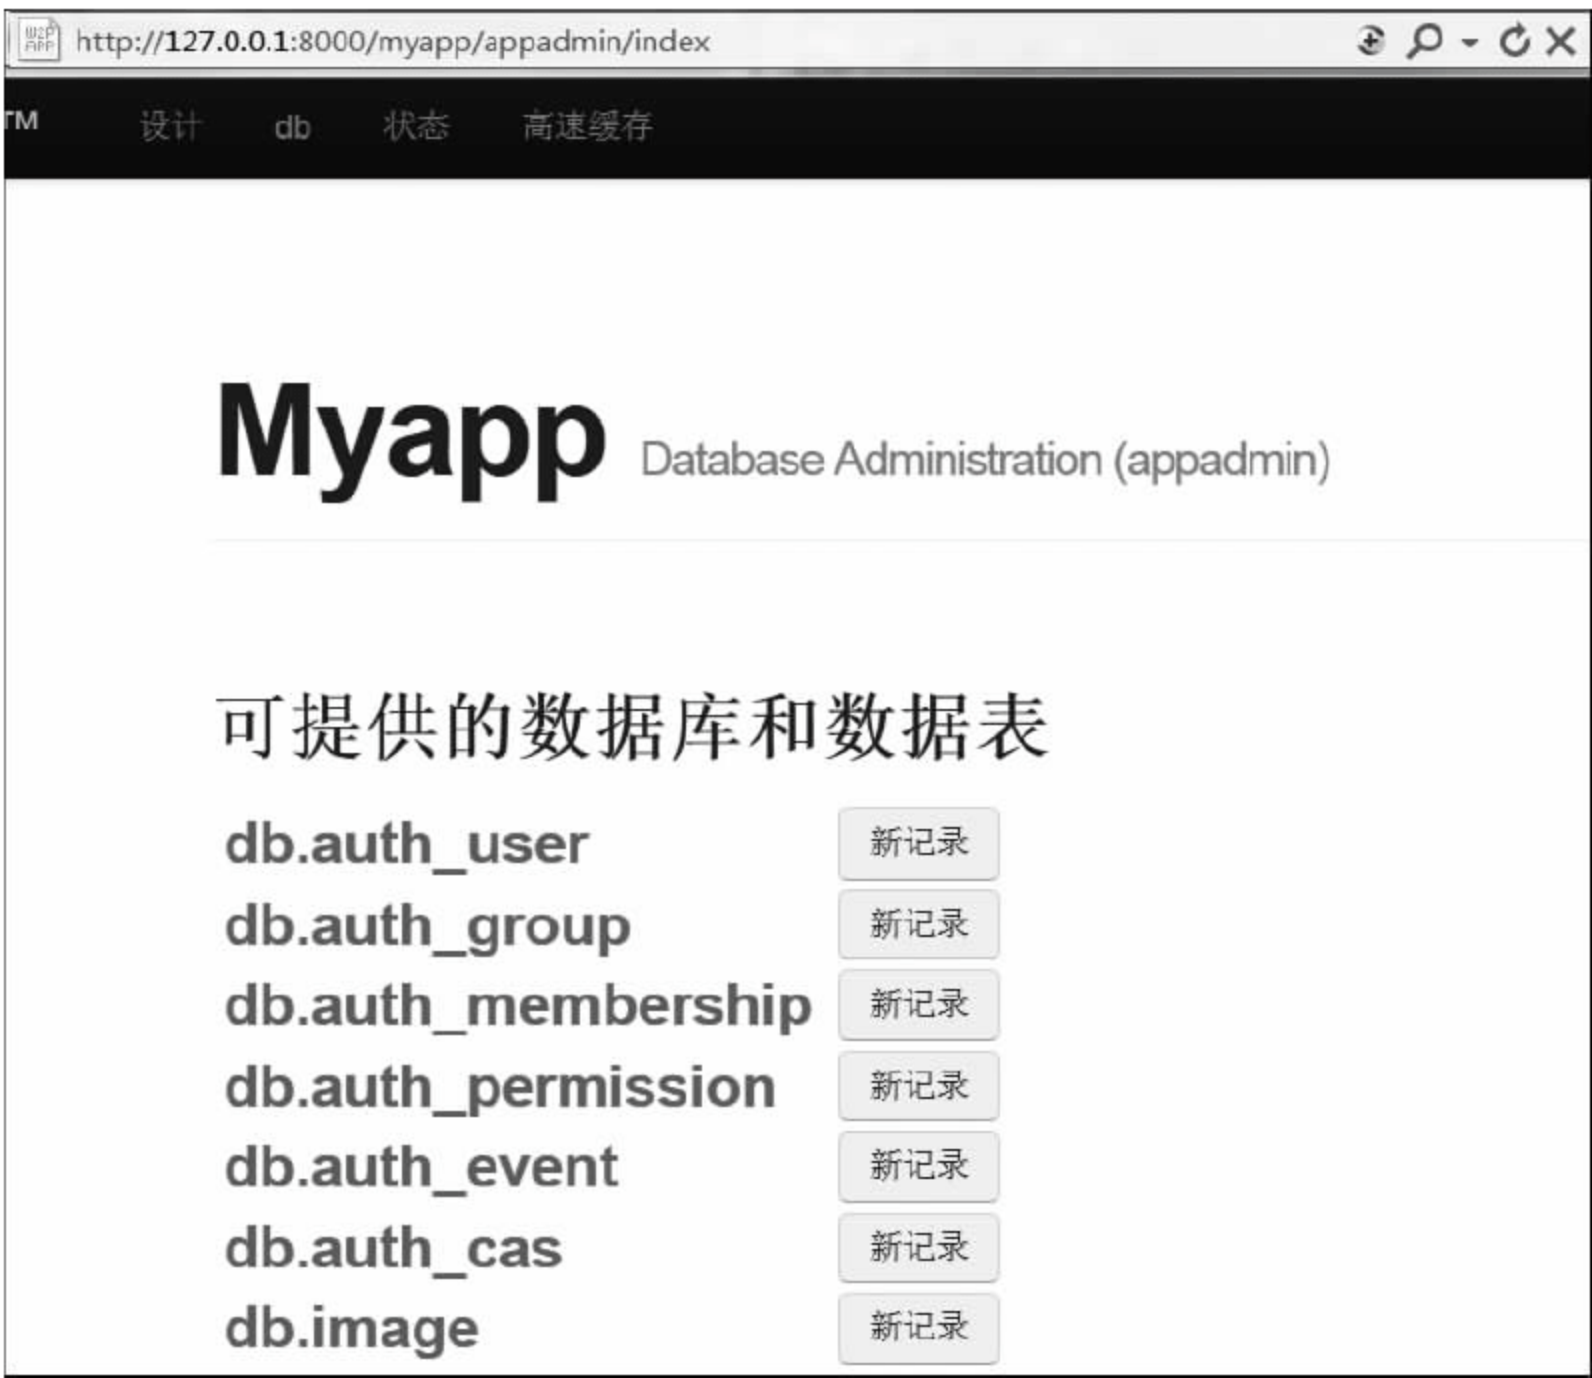 W2P
APP
http://127.0.0.1:8000/myapp/appadmin/index
TM 设计 db 状态 高速缓存
Myapp Database Administration (appadmin)
可提供的数据库和数据表
db.auth_user 新记录
db.auth_group 新记录
db.auth_membership 新记录
db.auth_permission 新记录
db.auth_event 新记录
db.auth_cas 新记录
db.image 新记录